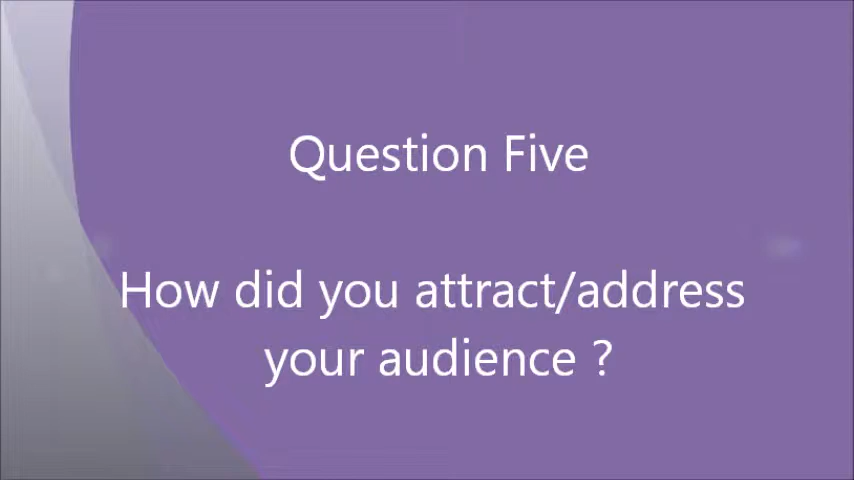 Question Five
How did you attract/address
your audience ?